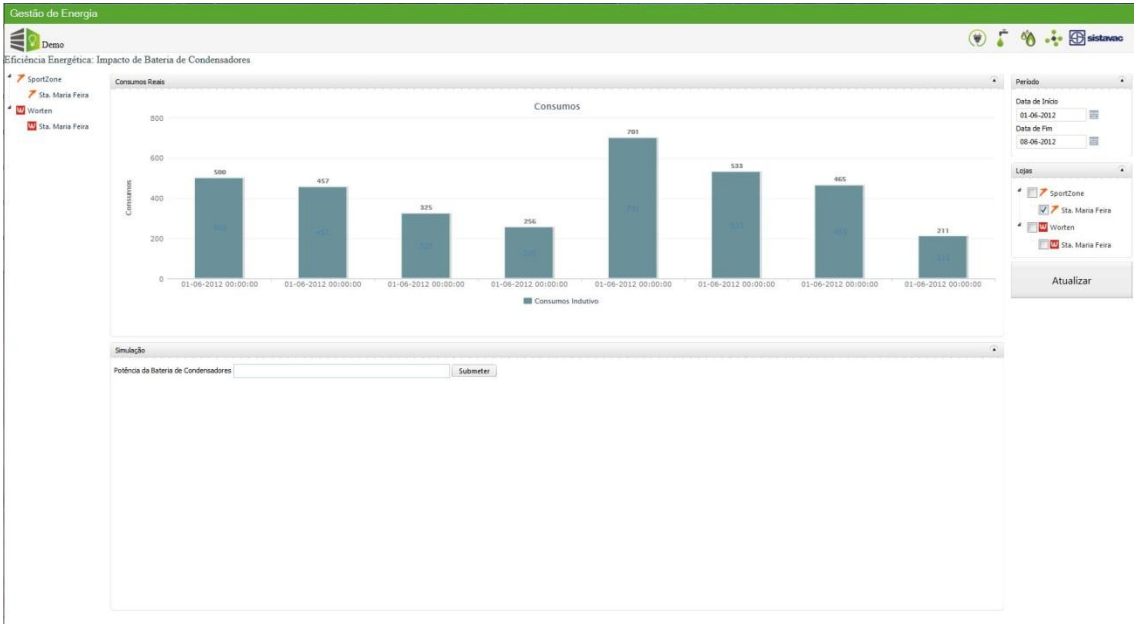 Gestão de Energia
Demo
sistavac
Eficiência Energética: Impacto de Bateria de Condensadores
SportZone
Sta. Maria Feira
Worten
Sta. Maria Feira
Consumos Reais
Consumos
Consumos
800
600
400
200
0
500
457
325
256
701
533
465
211
01-06-2012 00:00:00
01-06-2012 00:00:00
01-06-2012 00:00:00
01-06-2012 00:00:00
01-06-2012 00:00:00
01-06-2012 00:00:00
01-06-2012 00:00:00
01-06-2012 00:00:00
Consumos Indutivo
Simulação
Potência da Bateria de Condensadores
Submeter
Período
Data de Início
01-06-2012
Data de Fim
08-06-2012
Lojas
SportZone
Sta. Maria Feira
Worten
Sta. Maria Feira
Atualizar